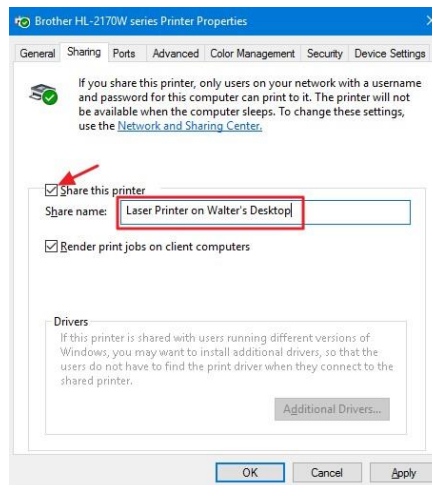 Brother HL-2170W series Printer Properties
General Sharing Ports Advanced Color Management Security Device Settings
If you share this printer, only users on your network with a username
and password for this computer can print to it. The printer will not
be available when the computer sleeps. To change these settings,
use the Network and Sharing Center.
Share this printer
Share name: Laser Printer on Walter's Desktop
Render print jobs on client computers
Drivers
If this printer is shared with users running different versions of
Windows, you may want to install additional drivers, so that the
users do not have to find the print driver when they connect to the
shared printer.
Additional Drivers...
OK Cancel Apply